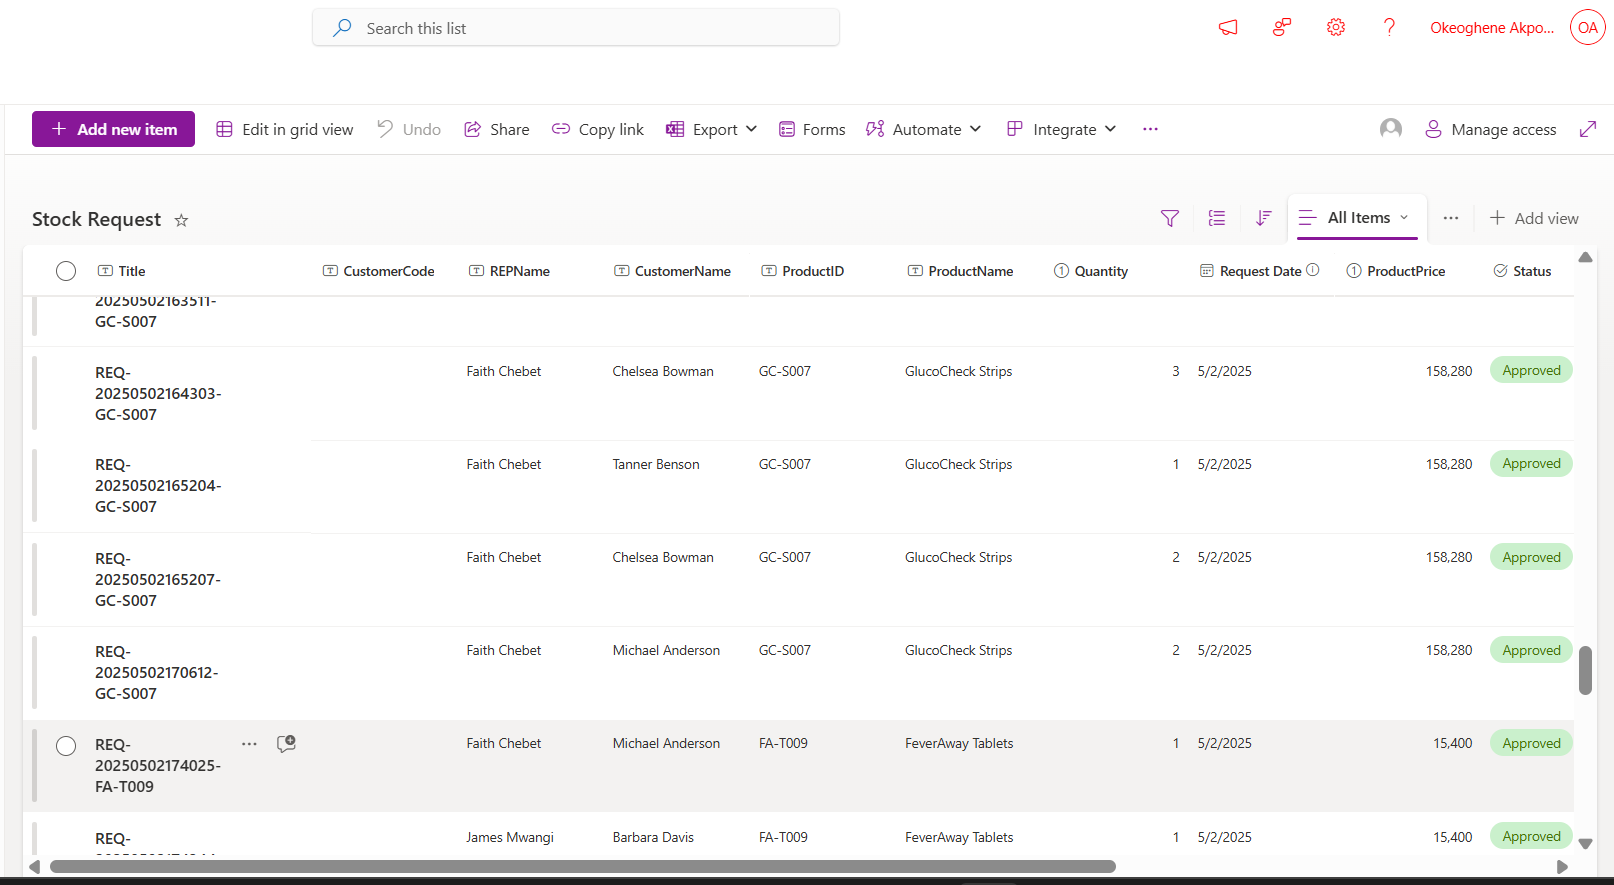 Search this list
Okeoghene Akpo...
OA
Add new item
Edit in grid view
Undo
Share
Copy link
Export
Forms
Automate
Integrate
Manage access
Stock Request
All Items
Add view
Title
CustomerCode
REPName
CustomerName
ProductID
ProductName
Quantity
Request Date
ProductPrice
Status
20250502163511-
GC-S007
REQ-
20250502164303-
GC-S007
Faith Chebet
Chelsea Bowman
GC-S007
GlucoCheck Strips
3
5/2/2025
158,280
Approved
REQ-
20250502165204-
GC-S007
Faith Chebet
Tanner Benson
GC-S007
GlucoCheck Strips
1
5/2/2025
158,280
Approved
REQ-
20250502165207-
GC-S007
Faith Chebet
Chelsea Bowman
GC-S007
GlucoCheck Strips
2
5/2/2025
158,280
Approved
REQ-
20250502170612-
GC-S007
Faith Chebet
Michael Anderson
GC-S007
GlucoCheck Strips
2
5/2/2025
158,280
Approved
REQ-
20250502174025-
FA-T009
Faith Chebet
Michael Anderson
FA-T009
FeverAway Tablets
1
5/2/2025
15,400
Approved
REQ-
James Mwangi
Barbara Davis
FA-T009
FeverAway Tablets
1
5/2/2025
15,400
Approved